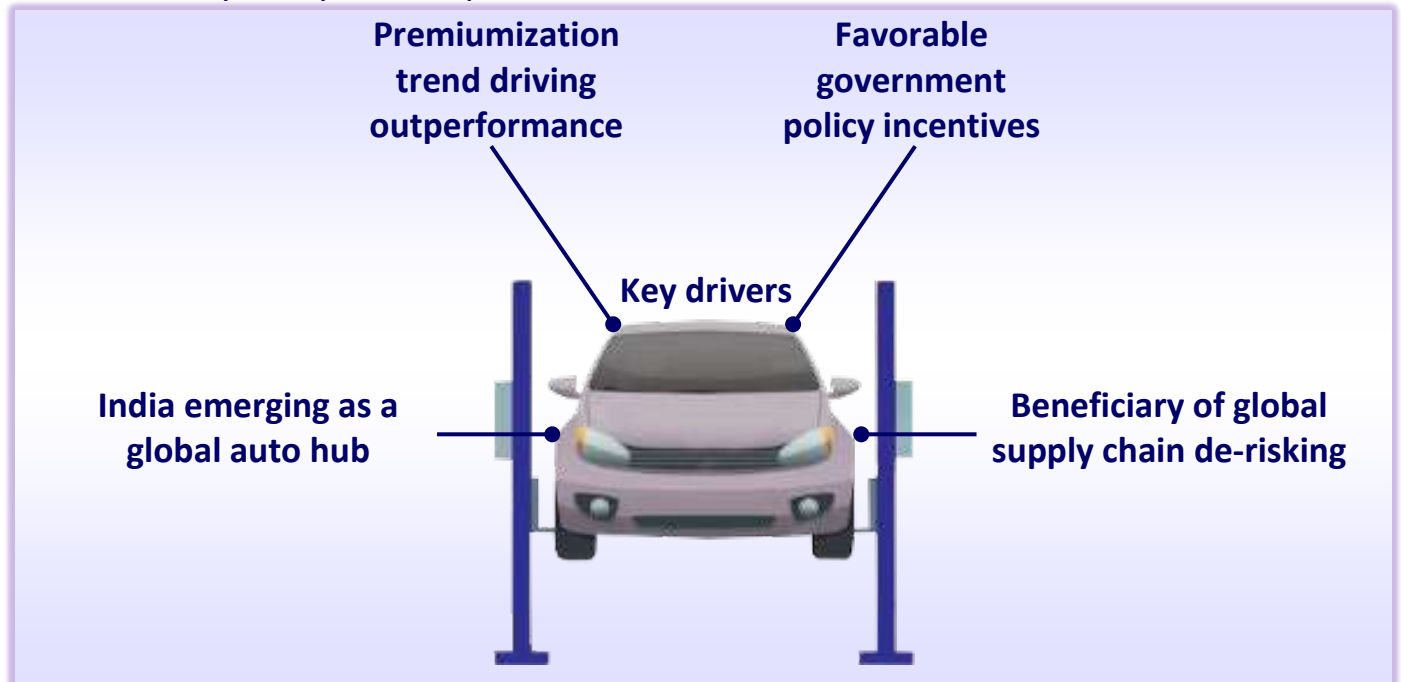 Premiumization
trend driving
outperformance
Favorable
government
policy incentives
Key drivers
India emerging as a
global auto hub
Beneficiary of global
supply chain de-risking